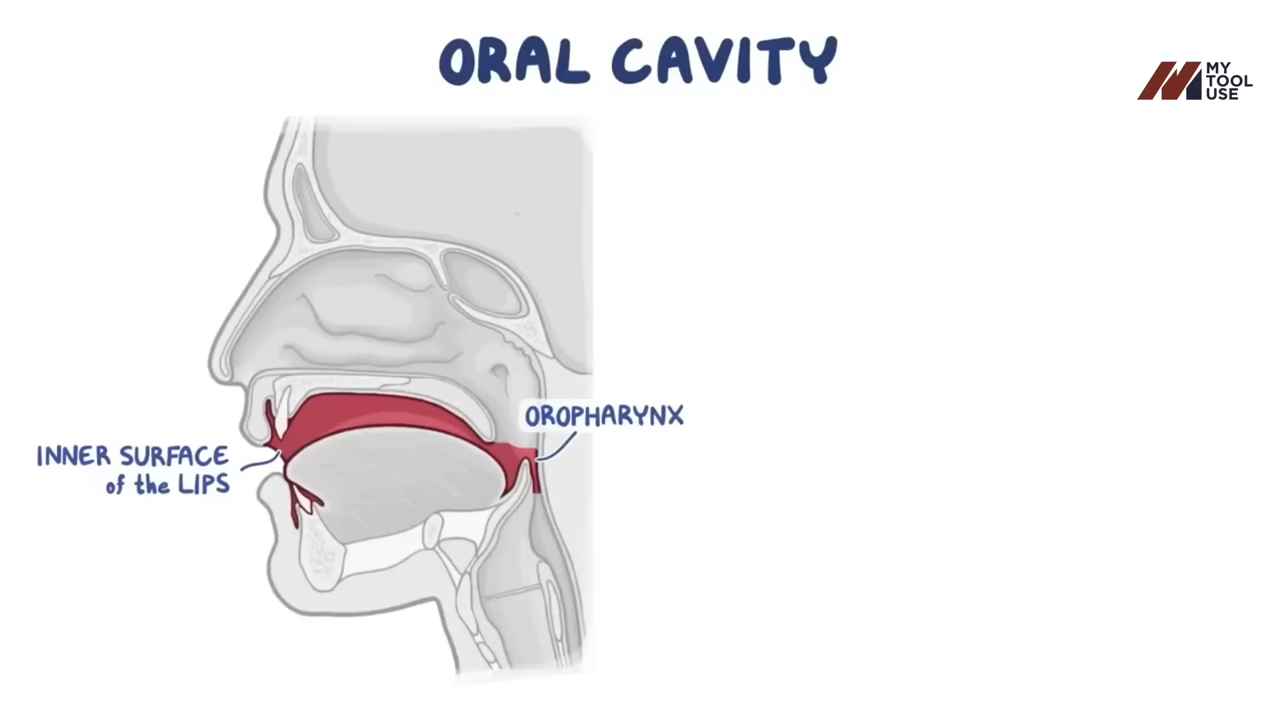 ORAL CAVITY
MY
TOOL
USE
OROPHARYNX
INNER SURFACE
of the LIPS